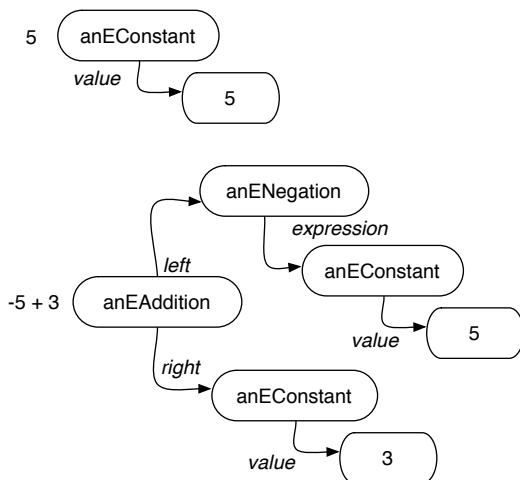 5 anEConstant
value
5
anENegation
expression
left
anEConstant
-5 + 3 anEAddition
value
5
right
anEConstant
value
3